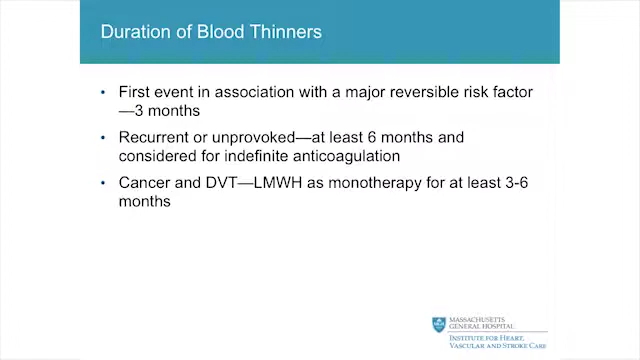 Duration of Blood Thinners
• First event in association with a major reversible risk factor
—3 months
• Recurrent or unprovoked—at least 6 months and
considered for indefinite anticoagulation
• Cancer and DVT—LMWH as monotherapy for at least 3-6
months
MASSACHUSETTS
GENERAL HOSPITAL
INSTITUTE FOR HEART,
VASCULAR AND STROKE CARE